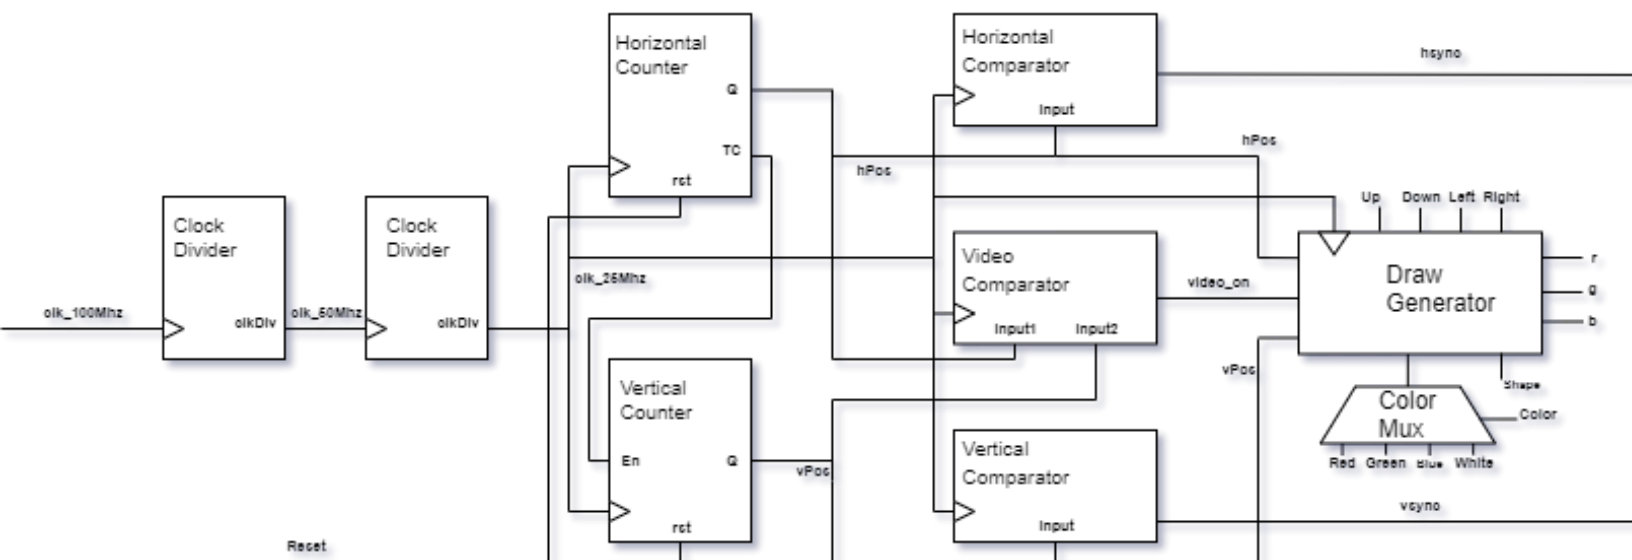 Horizontal
Counter
Q
TC
rst
Horizontal
Comparator
Input
hsync
hPos
hPos
Clock
Divider
clkDiv
Clock
Divider
clkDiv
clk_100Mhz
clk_50Mhz
clk_25Mhz
Video
Comparator
Input1
Input2
video_on
Up
Down
Left
Right
Draw
Generator
r
g
b
vPos
Shape
Color
Mux
Color
Red
Green
Blue
White
Vertical
Counter
En
Q
rst
vPos
Vertical
Comparator
Input
vsync
Reset